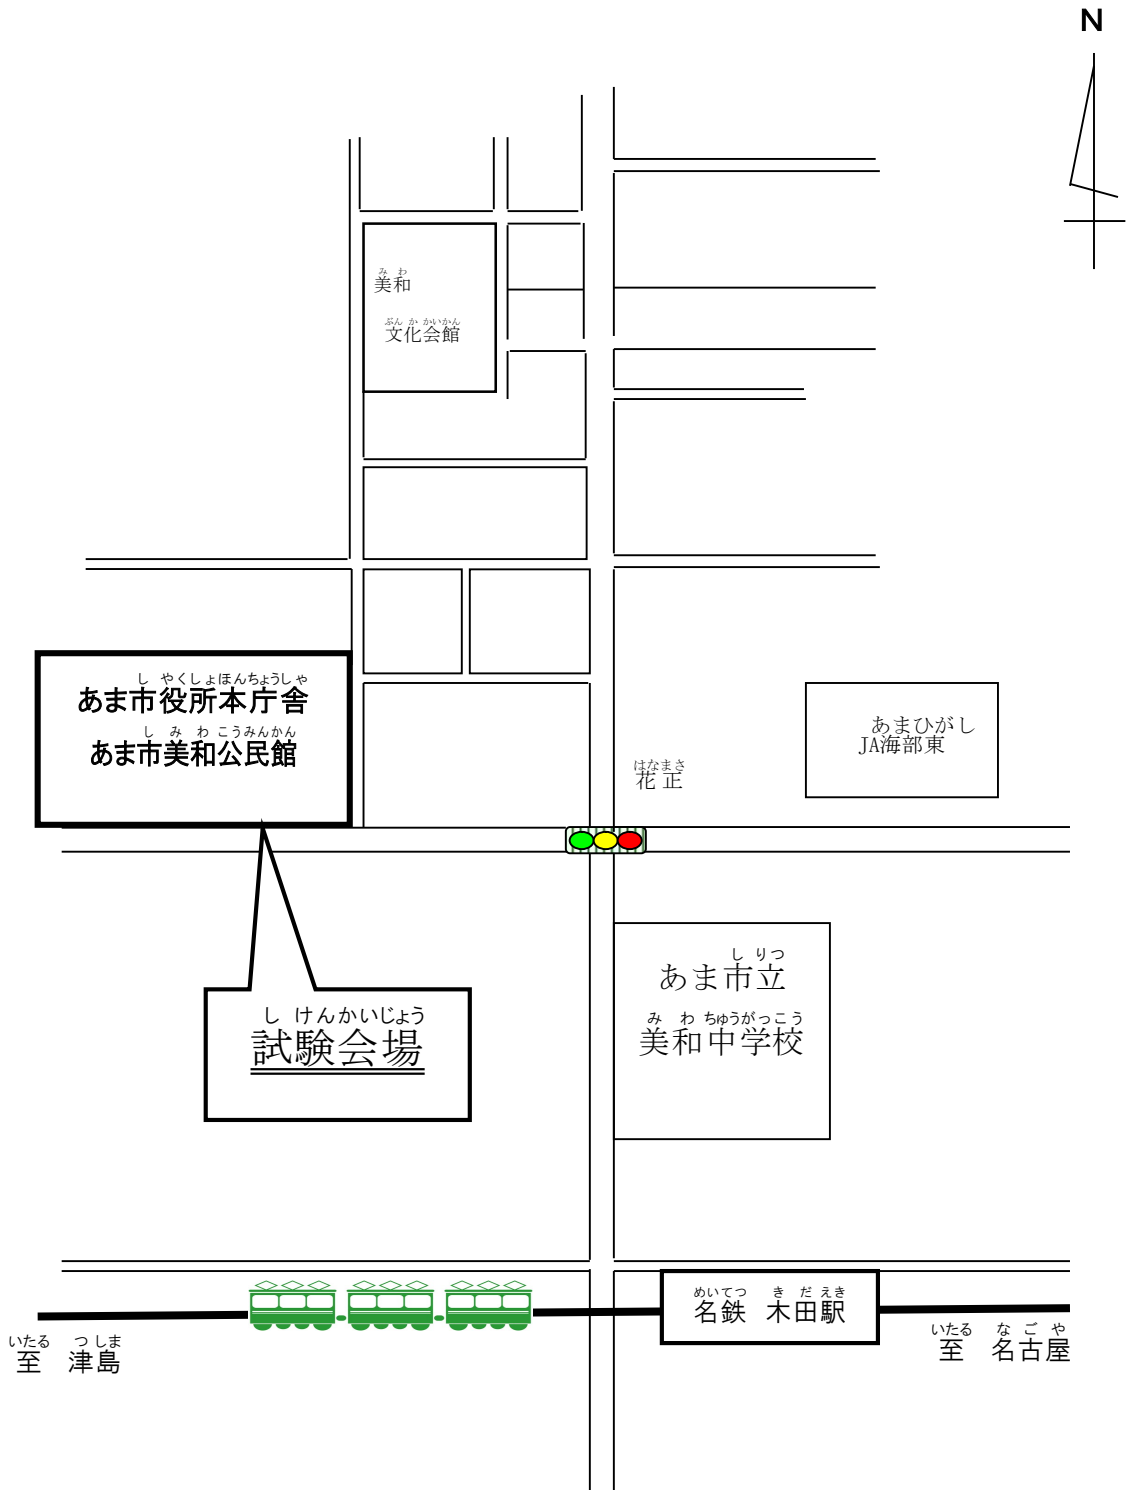 N
み わ
美和
ぶん か かいかん
文化会館
し やくしょほんちょうしゃ
あま市役所本庁舎
し み わ こうみんかん
あま市美和公民館
あまひがし
JA海部東
はなまさ
花正
し りつ
あま市立
み わ ちゅうがっこう
美和中学校
し けんかいじょう
試験会場
めいてつ き だ えき
名鉄 木田駅
いたる つしま
至 津島
いたる な ご や
至 名古屋